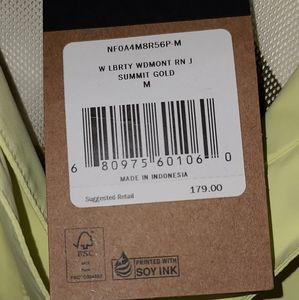 NF0A4M8R56P-M
W LBRTY WDMONT RN J
SUMMIT GOLD
M
6 80975 60106 0
MADE IN INDONESIA
Suggested Retail 179.00
FSC
MIX
PRINTED WITH
SOY INK